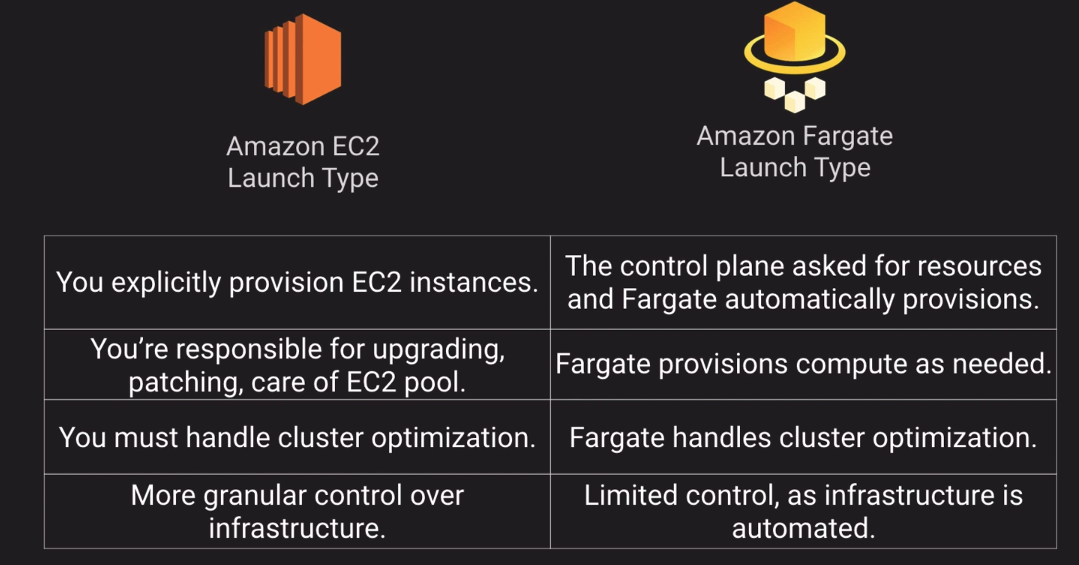 Amazon EC2
Launch Type
Amazon Fargate
Launch Type
You explicitly provision EC2 instances.
The control plane asked for resources
and Fargate automatically provisions.
You’re responsible for upgrading,
patching, care of EC2 pool.
Fargate provisions compute as needed.
You must handle cluster optimization.
Fargate handles cluster optimization.
More granular control over
infrastructure.
Limited control, as infrastructure is
automated.